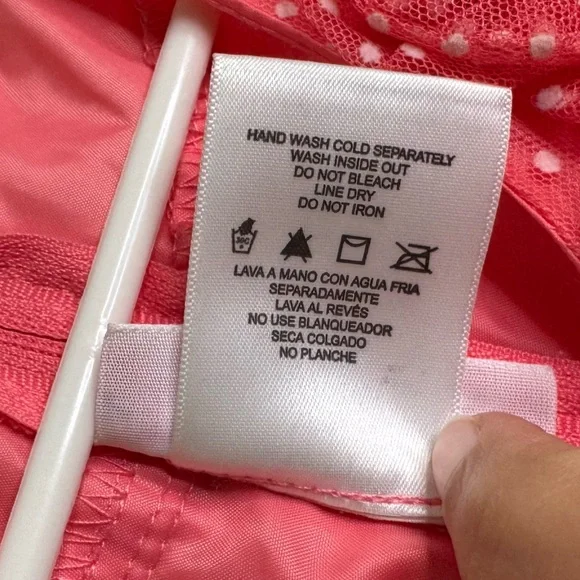 HAND WASH COLD SEPARATELY
WASH INSIDE OUT
DO NOT BLEACH
LINE DRY
DO NOT IRON
30C
LAVA A MANO CON AGUA FRIA
SEPARADAMENTE
LAVA AL REVÉS
NO USE BLANQUEADOR
SECA COLGADO
NO PLANCHE